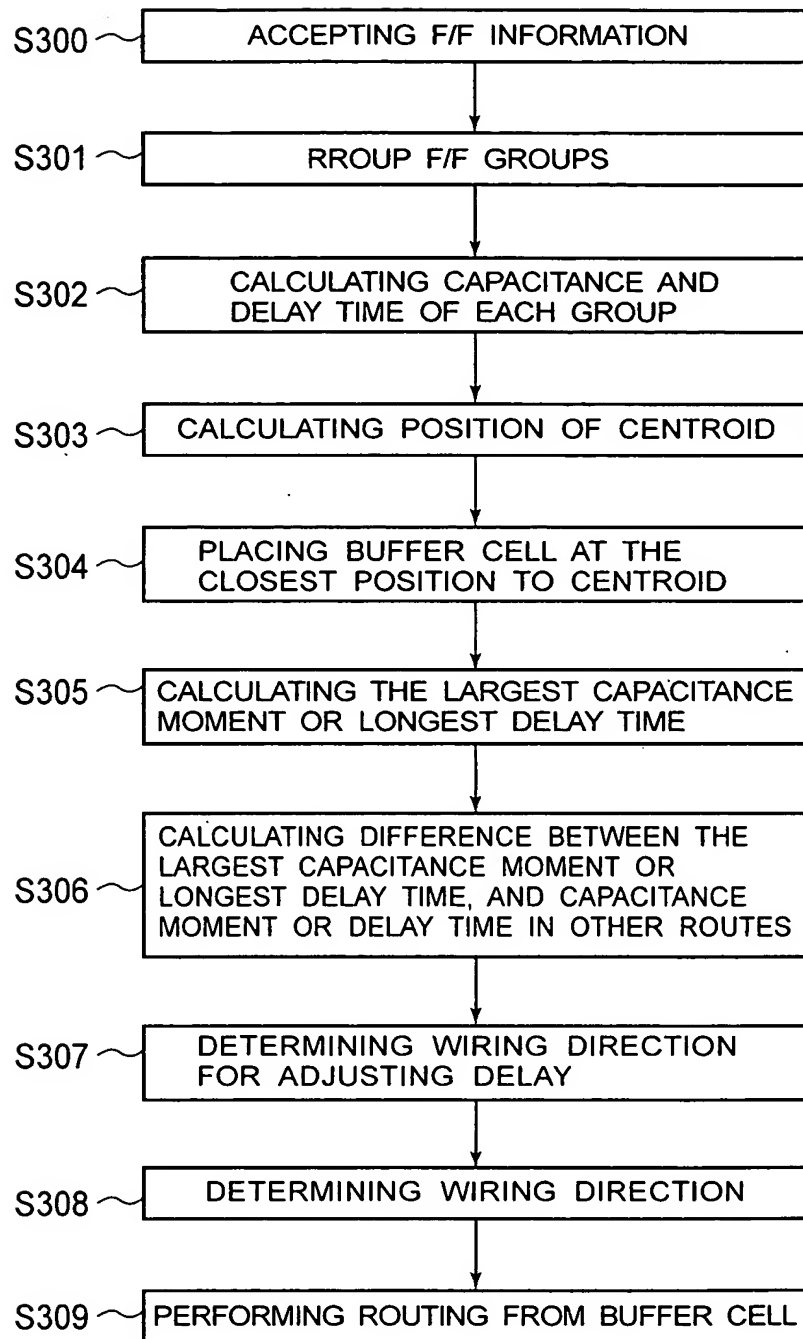 S300 ACCEPTING F/F INFORMATION
S301 RROUP F/F GROUPS
S302 CALCULATING CAPACITANCE AND
DELAY TIME OF EACH GROUP
S303 CALCULATING POSITION OF CENTROID
S304 PLACING BUFFER CELL AT THE
CLOSEST POSITION TO CENTROID
S305 CALCULATING THE LARGEST CAPACITANCE
MOMENT OR LONGEST DELAY TIME
S306 CALCULATING DIFFERENCE BETWEEN THE
LARGEST CAPACITANCE MOMENT OR
LONGEST DELAY TIME, AND CAPACITANCE
MOMENT OR DELAY TIME IN OTHER ROUTES
S307 DETERMINING WIRING DIRECTION
FOR ADJUSTING DELAY
S308 DETERMINING WIRING DIRECTION
S309 PERFORMING ROUTING FROM BUFFER CELL